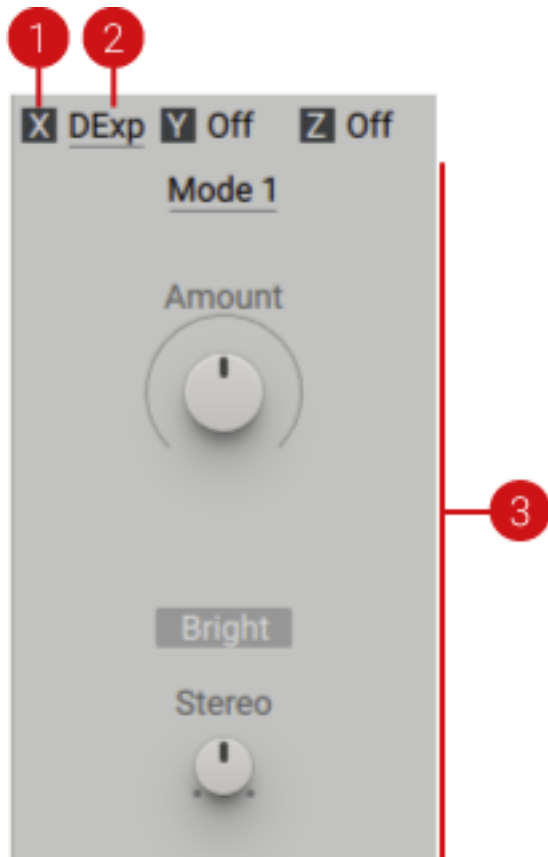 1 2
X DExp Y Off Z Off
Mode 1
Amount
3
Bright
Stereo